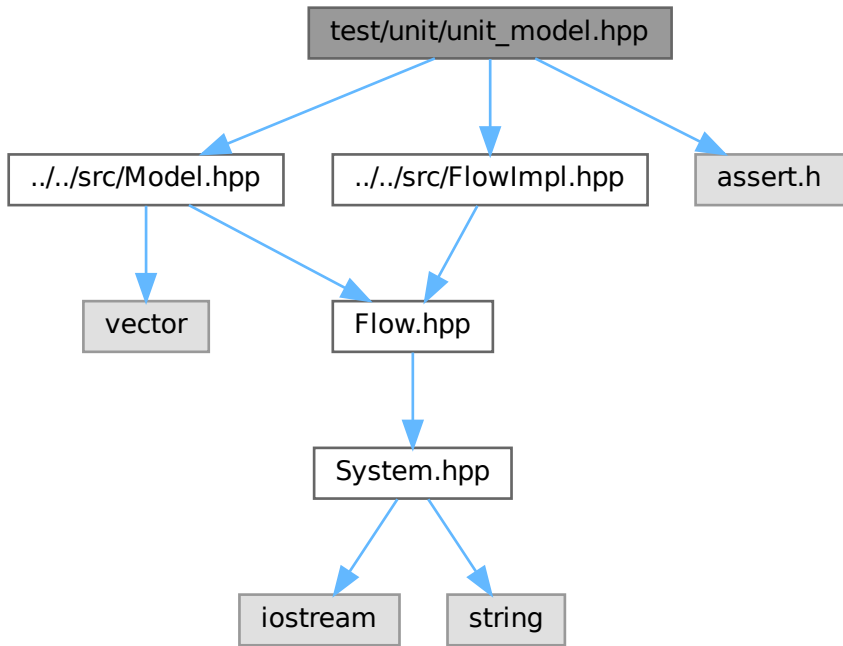 test/unit/unit_model.hpp
../../src/Model.hpp
../../src/FlowImpl.hpp
assert.h
vector
Flow.hpp
System.hpp
iostream
string